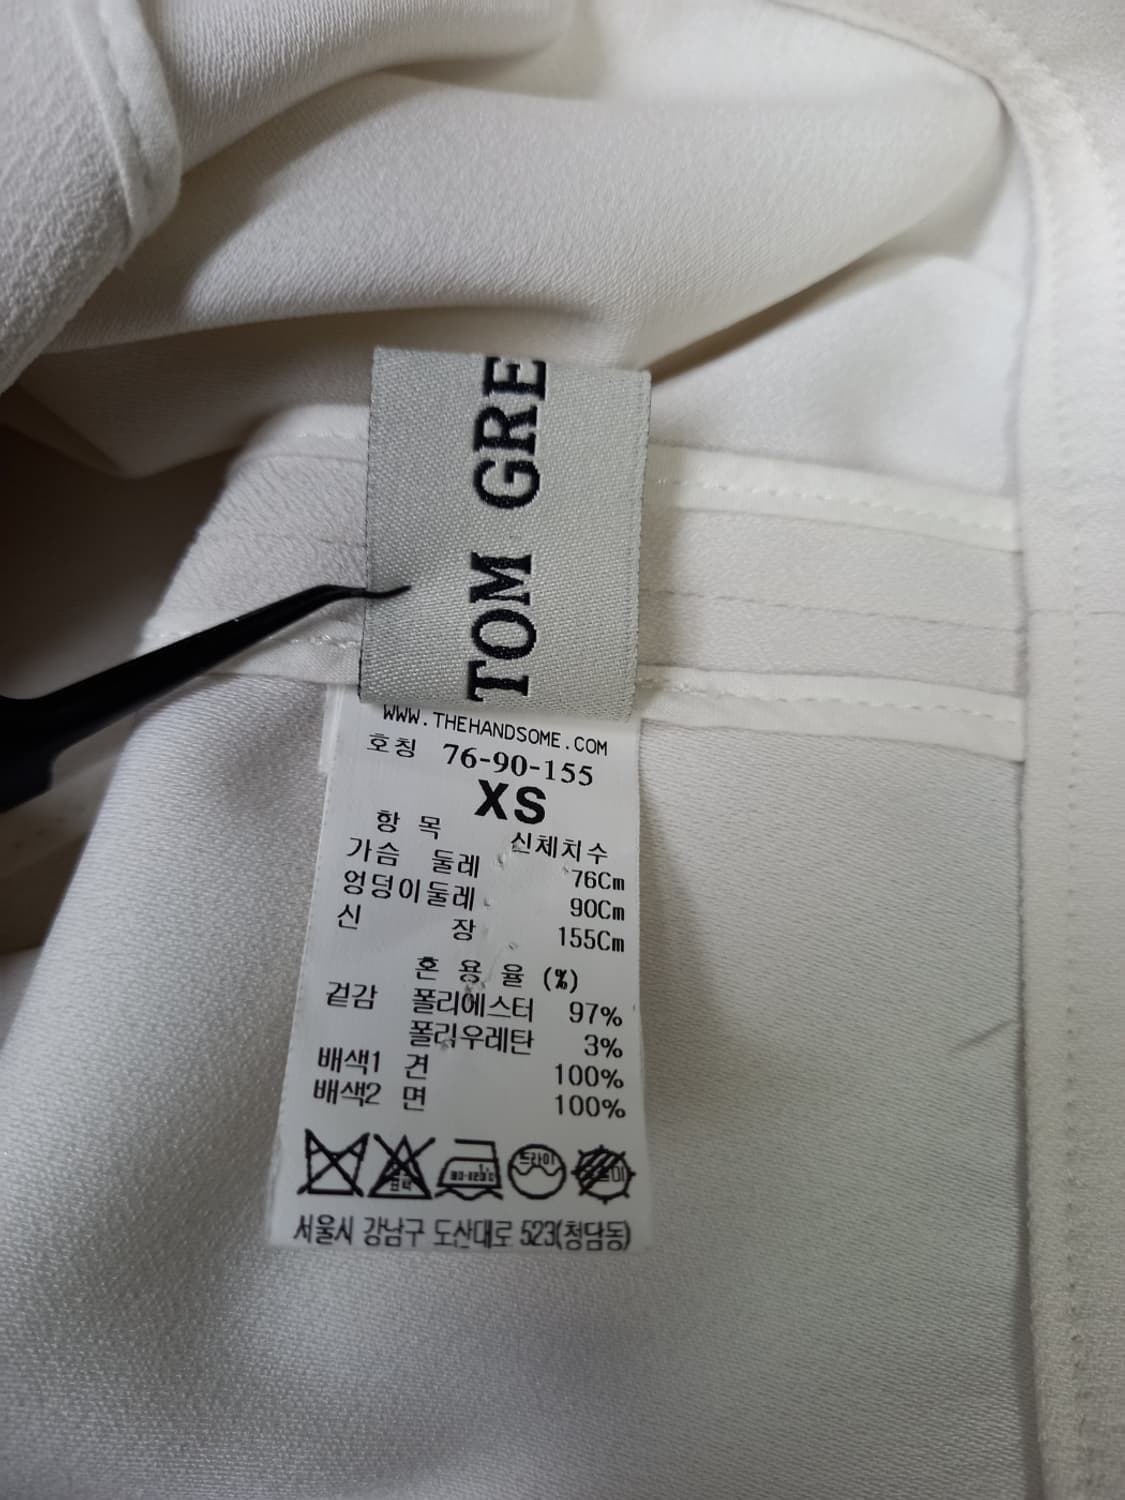 TOM GRE
WWW.THEHANDSOME.COM
호칭 76-90-155
XS
항 목 신체치수
가슴 둘레 76Cm
엉덩이둘레 90Cm
신 장 155Cm
혼 용 율 (%)
겉감 폴리에스터 97%
폴리우레탄 3%
배색1 견 100%
배색2 면 100%
드라이
서울시 강남구 도산대로 523(청담동)